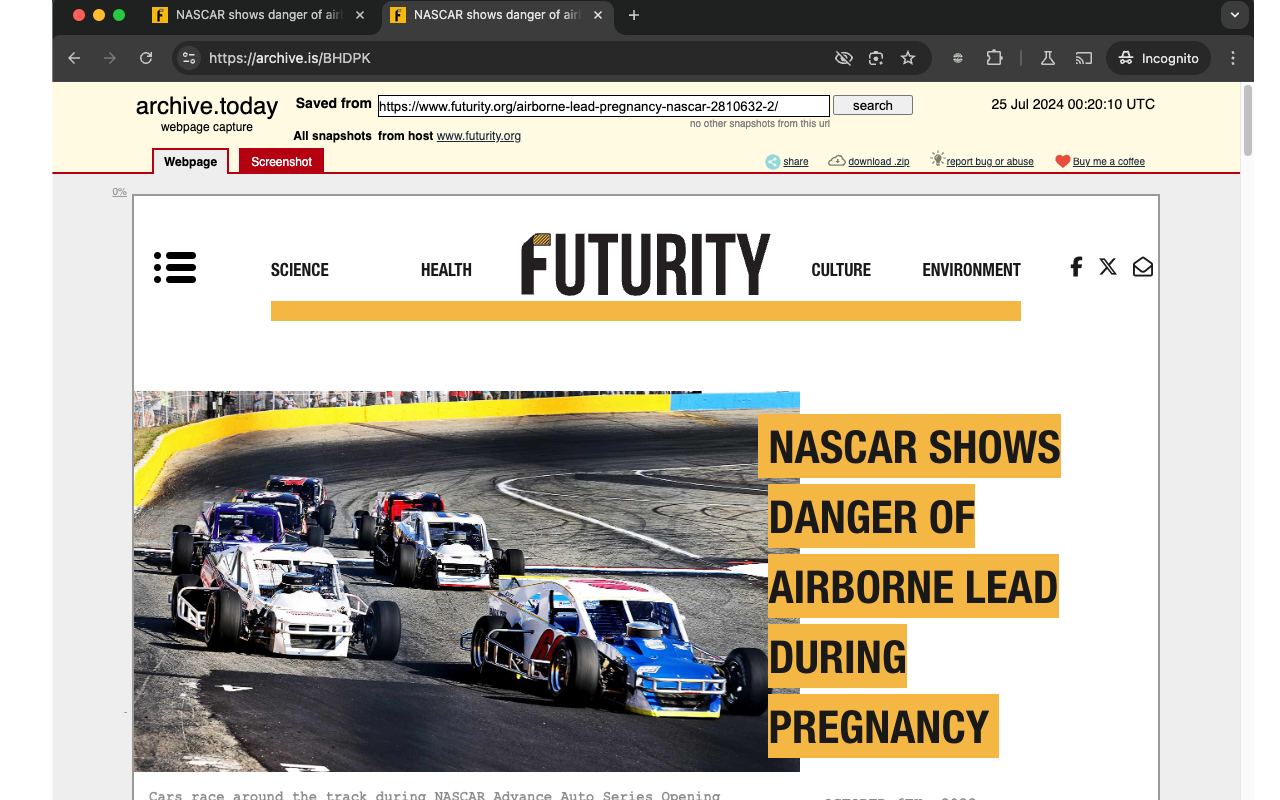 NASCAR shows danger of air
NASCAR shows danger of airl
https://archive.is/BHDPK
Incognito
archive.today
webpage capture
Saved from
https://www.futurity.org/airborne-lead-pregnancy-nascar-2810632-2/
search
25 Jul 2024 00:20:10 UTC
no other snapshots from this url
All snapshots from host www.futurity.org
Webpage
Screenshot
share
download .zip
report bug or abuse
Buy me a coffee
0%
SCIENCE
HEALTH
FUTURITY
CULTURE
ENVIRONMENT
NASCAR SHOWS
DANGER OF
AIRBORNE LEAD
DURING
PREGNANCY
Cars race around the track during NASCAR Advance Auto Series Opening